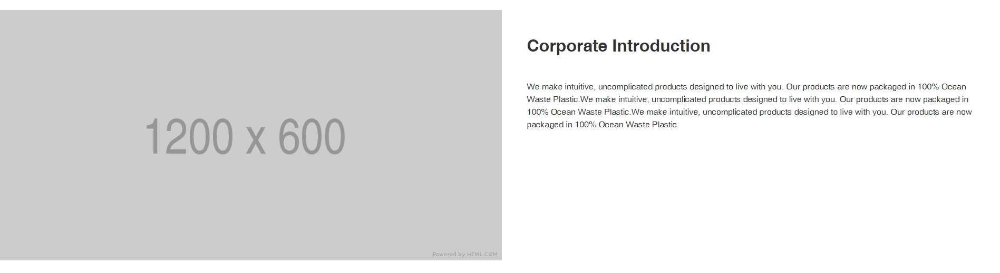 1200 x 600
Powered by HTML.COM
Corporate Introduction
We make intuitive, uncomplicated products designed to live with you. Our products are now packaged in 100% Ocean
Waste Plastic.We make intuitive, uncomplicated products designed to live with you. Our products are now packaged in
100% Ocean Waste Plastic.We make intuitive, uncomplicated products designed to live with you. Our products are now
packaged in 100% Ocean Waste Plastic.